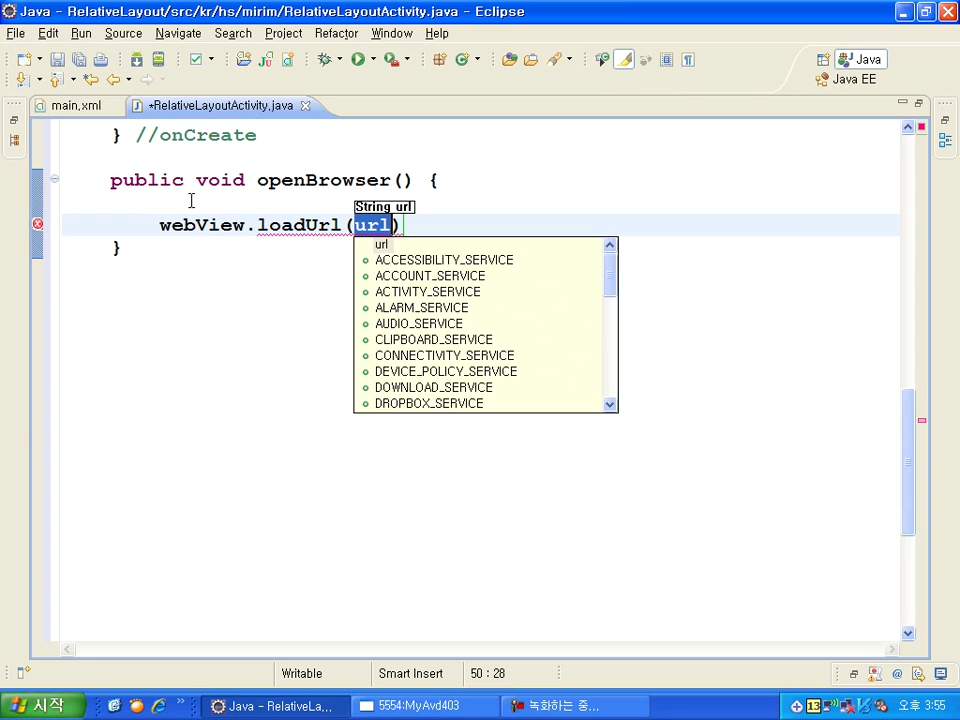 Java - RelativeLayout/src/kr/hs/mirim/RelativeLayoutActivity.java - Eclipse
File Edit Run Source Navigate Search Project Refactor Window Help
Java
Java EE
main.xml *RelativeLayoutActivity.java
} //onCreate
public void openBrowser() {
String url
webView.loadUrl(url)
}
url
ACCESSIBILITY_SERVICE
ACCOUNT_SERVICE
ACTIVITY_SERVICE
ALARM_SERVICE
AUDIO_SERVICE
CLIPBOARD_SERVICE
CONNECTIVITY_SERVICE
DEVICE_POLICY_SERVICE
DOWNLOAD_SERVICE
DROPBOX_SERVICE
Writable Smart Insert 50 : 28
시작 Java - RelativeLa,,, 5554:MyAvd403 녹화하는 중,,, 13 오후 3:55